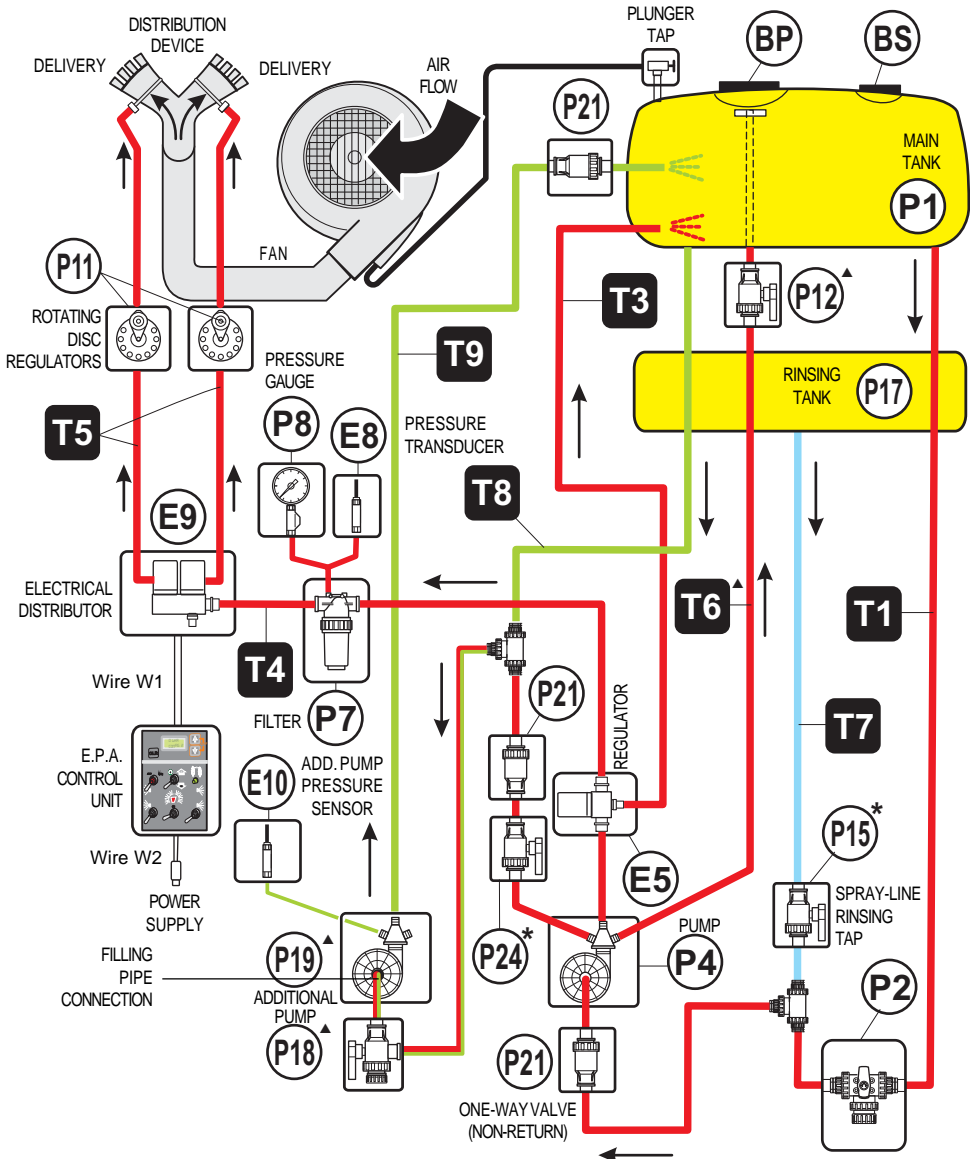 DISTRIBUTION
DEVICE
DELIVERY
DELIVERY
AIR
FLOW
PLUNGER
TAP
BP
BS
P21
MAIN
TANK
P1
FAN
P11
ROTATING
DISC
REGULATORS
T3
P12▲
T9
PRESSURE
GAUGE
RINSING
TANK
P17
T5
P8
E8
PRESSURE
TRANSDUCER
T8
E9
ELECTRICAL
DISTRIBUTOR
T6▲
T1
T4
Wire W1
FILTER
P7
P21
REGULATOR
T7
E.P.A.
CONTROL
UNIT
E10
ADD. PUMP
PRESSURE
SENSOR
P15*
Wire W2
E5
SPRAY-LINE
RINSING
TAP
POWER
SUPPLY
P24*
PUMP
P4
P19▲
FILLING
PIPE
CONNECTION
ADDITIONAL
PUMP
P18▲
P2
P21
ONE-WAY VALVE
(NON-RETURN)